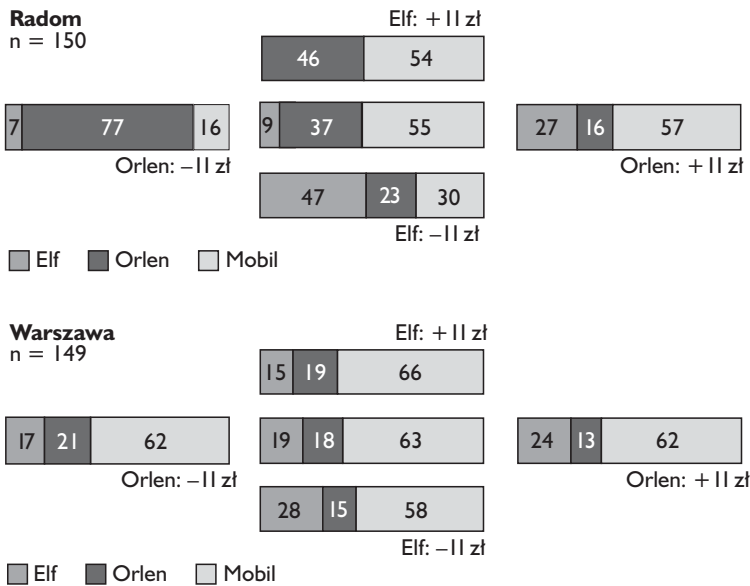 Radom
n = 150
Elf: +11 zł
46 54
7 77 16
9 37 55
27 16 57
Orlen: –11 zł
Orlen: +11 zł
47 23 30
Elf: –11 zł
Elf Orlen Mobil
Warszawa
n = 149
Elf: +11 zł
15 19 66
17 21 62
19 18 63
24 13 62
Orlen: –11 zł
Orlen: +11 zł
28 15 58
Elf: –11 zł
Elf Orlen Mobil